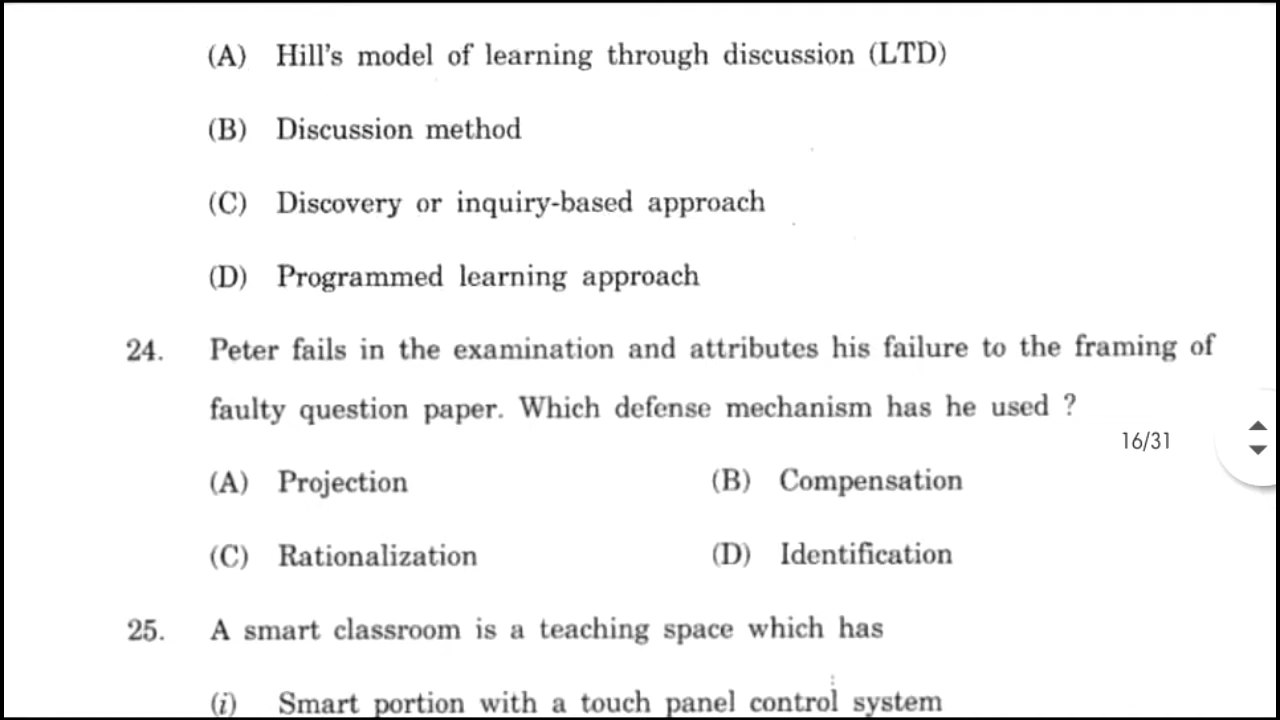 (A) Hill's model of learning through discussion (LTD)
(B) Discussion method
(C) Discovery or inquiry-based approach
(D) Programmed learning approach
24. Peter fails in the examination and attributes his failure to the framing of
faulty question paper. Which defense mechanism has he used ?
16/31
(A) Projection (B) Compensation
(C) Rationalization (D) Identification
25. A smart classroom is a teaching space which has
(i) Smart portion with a touch panel control system